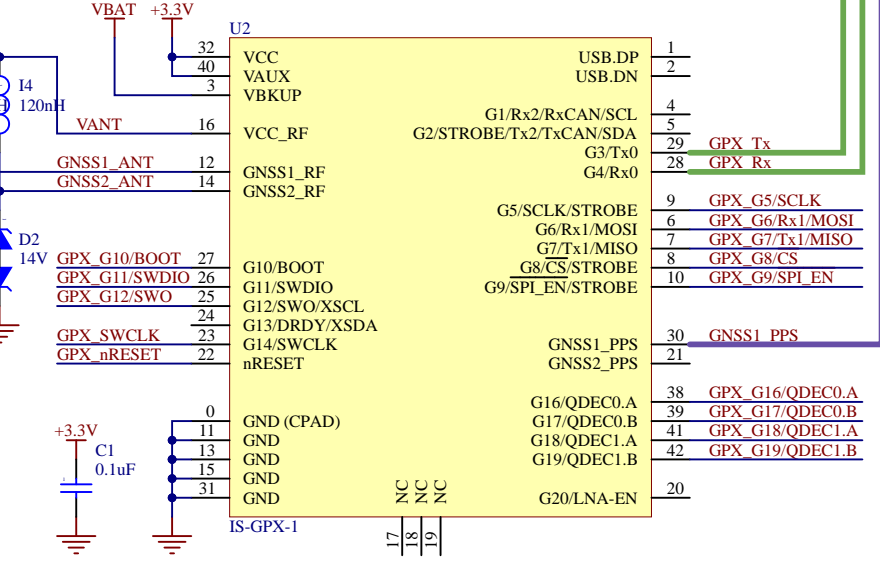 VBAT +3.3V
U2
I4
120nH
VANT
GNSS1_ANT
GNSS2_ANT
D2
14V
GPX_G10/BOOT
GPX_G11/SWDIO
GPX_G12/SWO
GPX_SWCLK
GPX_nRESET
+3.3V
C1
0.1uF
32 VCC
40 VAUX
3 VBKUP
16 VCC_RF
12 GNSS1_RF
14 GNSS2_RF
27 G10/BOOT
26 G11/SWDIO
25 G12/SWO/XSCL
24 G13/DRDY/XSDA
23 G14/SWCLK
22 nRESET
0 GND (CPAD)
11 GND
13 GND
15 GND
31 GND
USB.DP 1
USB.DN 2
G1/Rx2/RxCAN/SCL 4
G2/STROBE/Tx2/TxCAN/SDA 5
G3/Tx0 29 GPX_Tx
G4/Rx0 28 GPX_Rx
G5/SCLK/STROBE 9 GPX_G5/SCLK
G6/Rx1/MOSI 6 GPX_G6/Rx1/MOSI
G7/Tx1/MISO 7 GPX_G7/Tx1/MISO
G8/CS/STROBE 8 GPX_G8/CS
G9/SPI_EN/STROBE 10 GPX_G9/SPI_EN
GNSS1_PPS 30 GNSS1_PPS
GNSS2_PPS 21
G16/QDEC0.A 38 GPX_G16/QDEC0.A
G17/QDEC0.B 39 GPX_G17/QDEC0.B
G18/QDEC1.A 41 GPX_G18/QDEC1.A
G19/QDEC1.B 42 GPX_G19/QDEC1.B
G20/LNA-EN 20
NC NC NC
17 18 19
IS-GPX-1